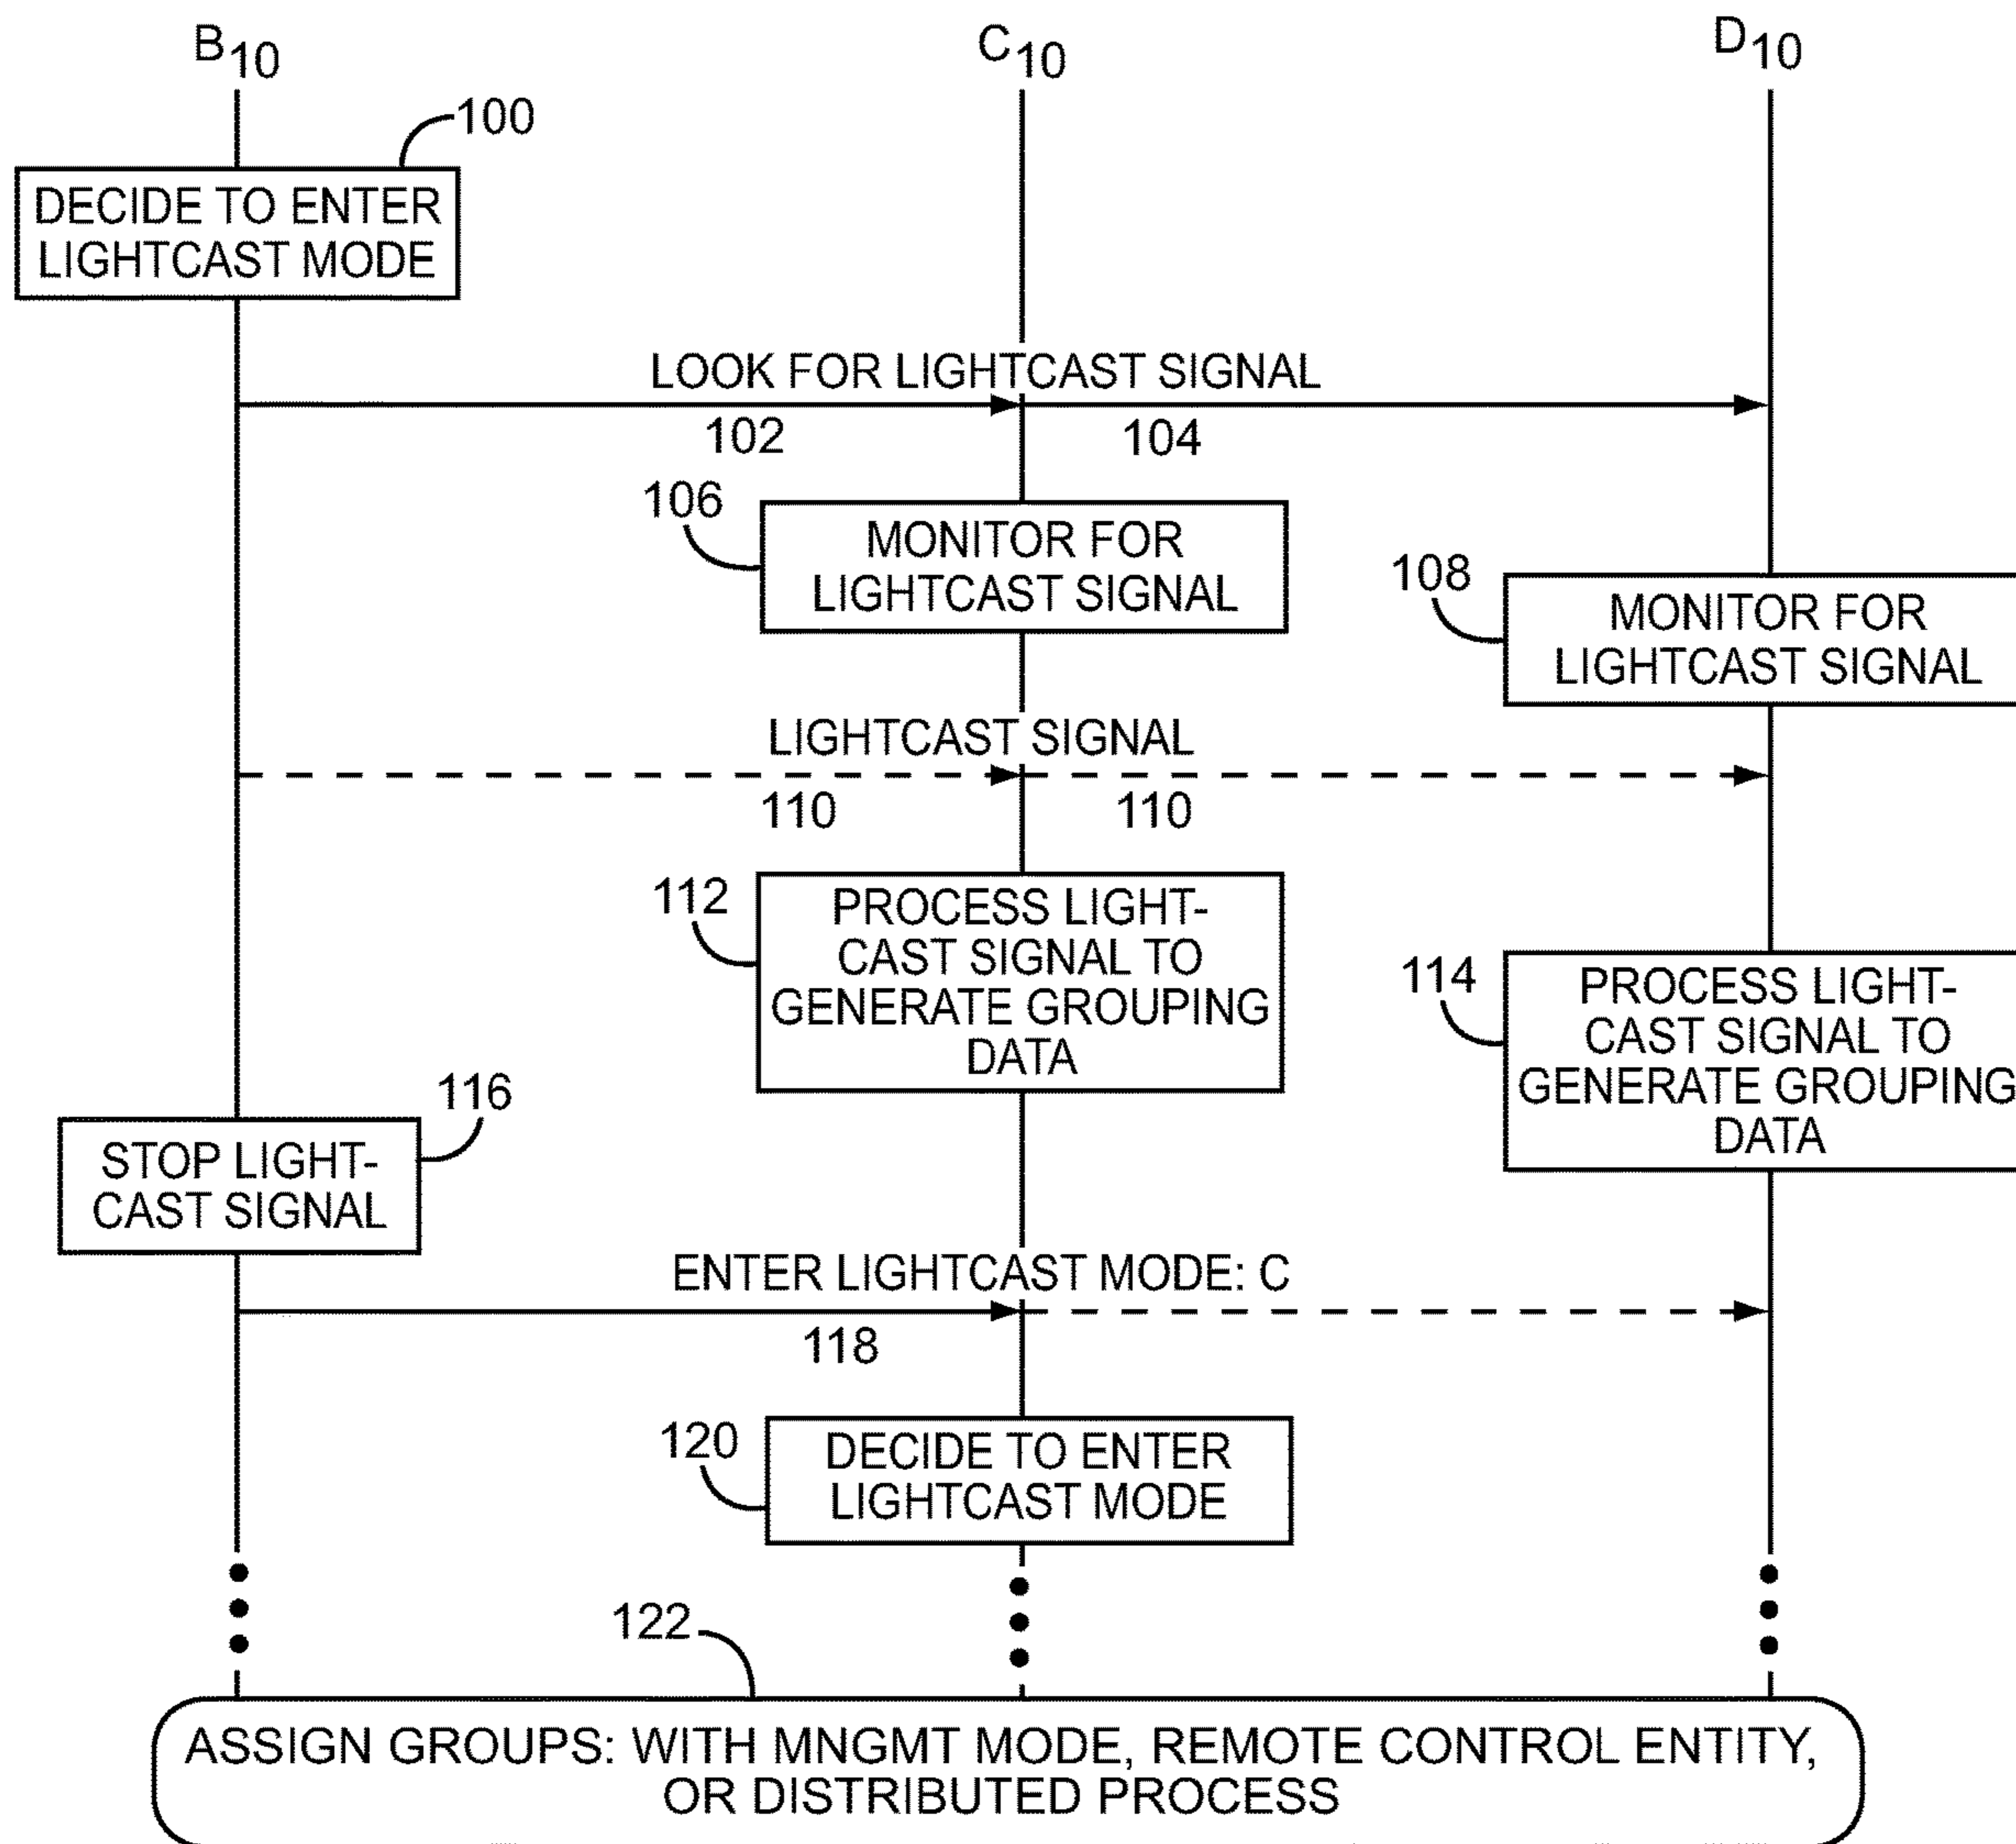 B10 C10 D10
100
DECIDE TO ENTER
LIGHTCAST MODE
LOOK FOR LIGHTCAST SIGNAL
102 104
106
MONITOR FOR
LIGHTCAST SIGNAL
108
MONITOR FOR
LIGHTCAST SIGNAL
LIGHTCAST SIGNAL
110 110
112
PROCESS LIGHT-
CAST SIGNAL TO
GENERATE GROUPING
DATA
114
PROCESS LIGHT-
CAST SIGNAL TO
GENERATE GROUPING
DATA
116
STOP LIGHT-
CAST SIGNAL
ENTER LIGHTCAST MODE: C
118
120
DECIDE TO ENTER
LIGHTCAST MODE
122
ASSIGN GROUPS: WITH MNGMT MODE, REMOTE CONTROL ENTITY,
OR DISTRIBUTED PROCESS